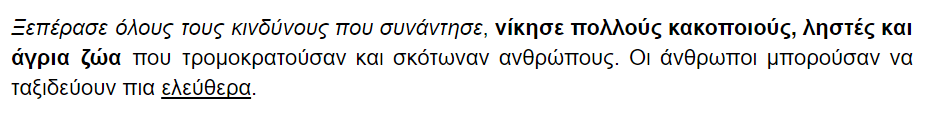 Ξεπέρασε όλους τους κινδύνους που συνάντησε, νίκησε πολλούς κακοποιούς, ληστές και
άγρια ζώα που τρομοκρατούσαν και σκότωναν ανθρώπους. Οι άνθρωποι μπορούσαν να
ταξιδεύουν πια ελεύθερα.